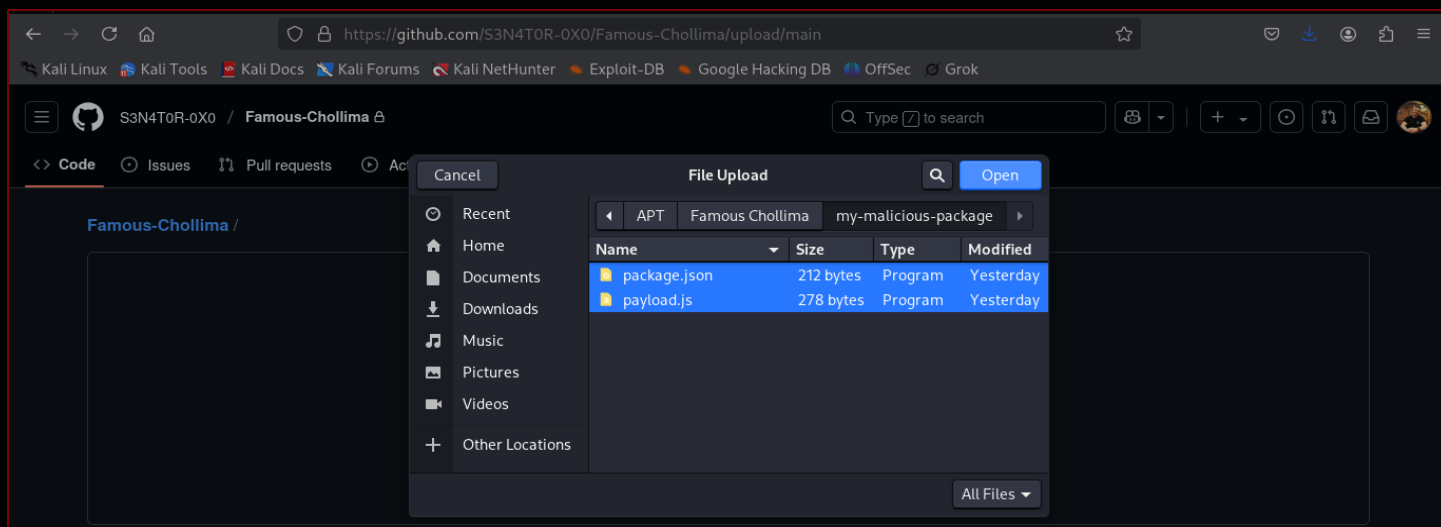 https://github.com/S3N4T0R-0X0/Famous-Chollima/upload/main
Kali Linux Kali Tools Kali Docs Kali Forums Kali NetHunter Exploit-DB Google Hacking DB OffSec Grok
S3N4T0R-0X0 / Famous-Chollima Type / to search
<> Code Issues Pull requests Ac
Famous-Chollima /
Cancel File Upload Open
Recent
Home
Documents
Downloads
Music
Pictures
Videos
Other Locations
APT Famous Chollima my-malicious-package
Name Size Type Modified
package.json 212 bytes Program Yesterday
payload.js 278 bytes Program Yesterday
All Files